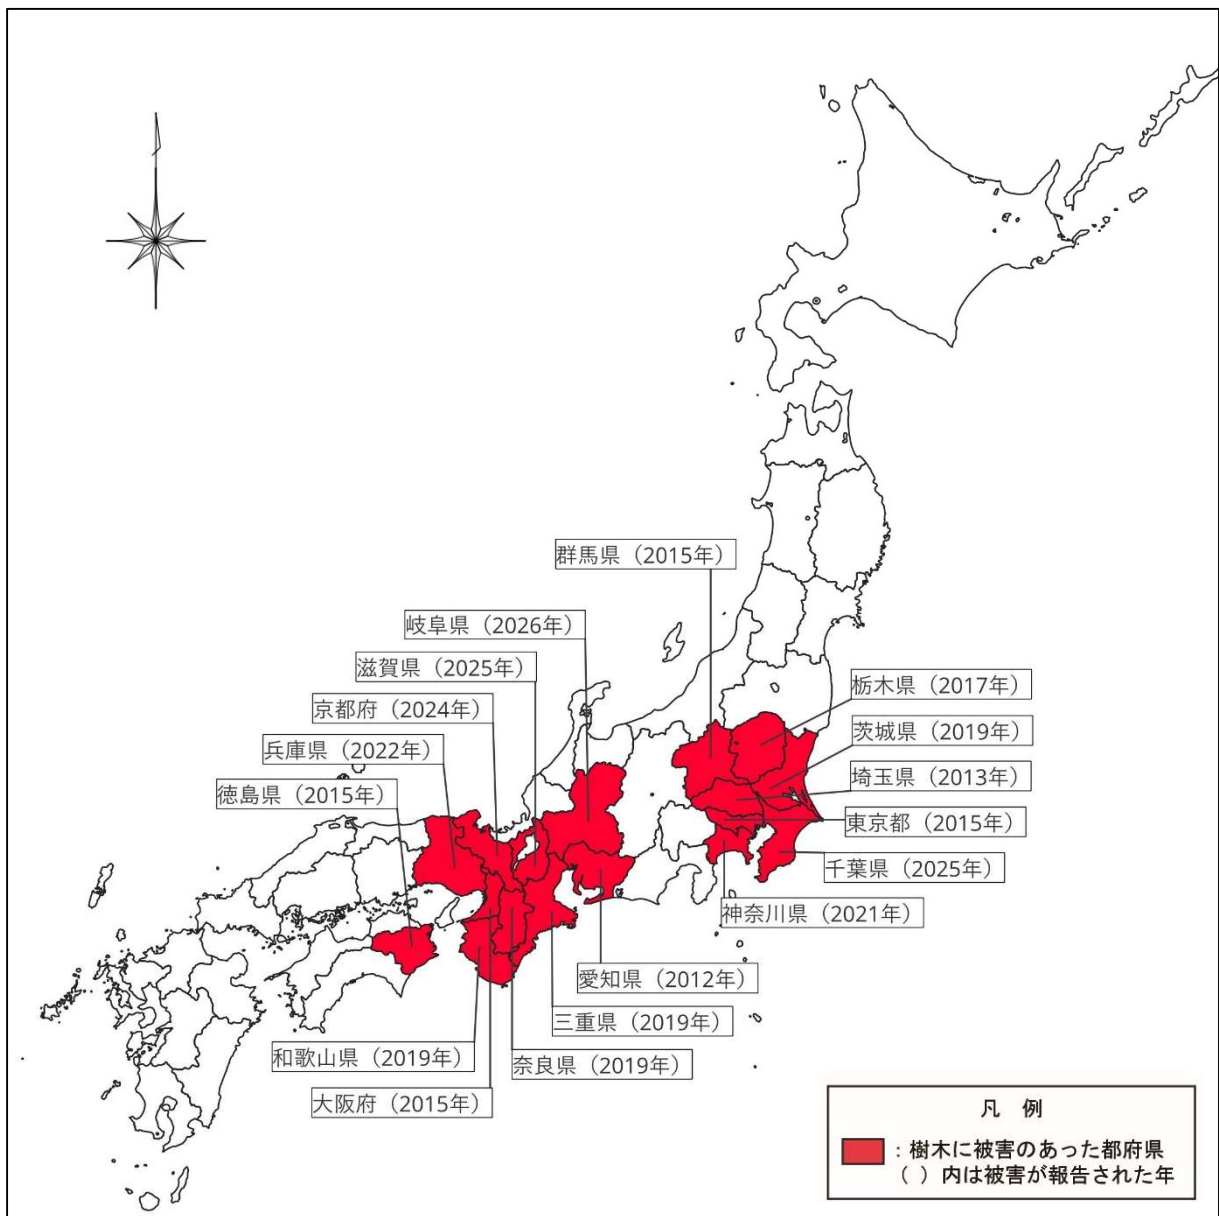 群馬県（2015年）
岐阜県（2026年）
滋賀県（2025年）
栃木県（2017年）
京都府（2024年）
茨城県（2019年）
兵庫県（2022年）
埼玉県（2013年）
徳島県（2015年）
東京都（2015年）
千葉県（2025年）
神奈川県（2021年）
愛知県（2012年）
三重県（2019年）
和歌山県（2019年）
奈良県（2019年）
大阪府（2015年）
凡 例
：樹木に被害のあった都府県
（ ）内は被害が報告された年